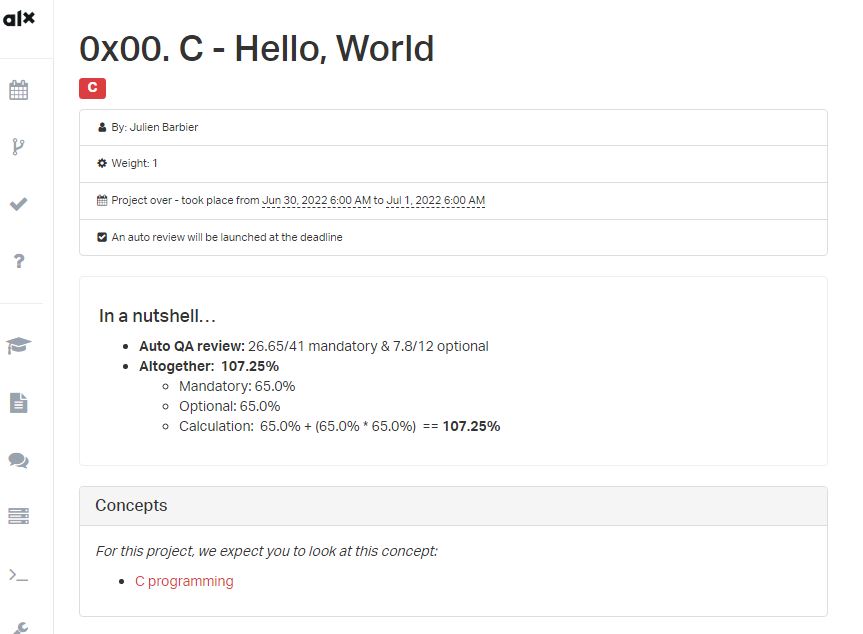 alx
0x00. C - Hello, World
C
By: Julien Barbier
Weight: 1
Project over - took place from Jun 30, 2022 6:00 AM to Jul 1, 2022 6:00 AM
An auto review will be launched at the deadline
In a nutshell…
Auto QA review: 26.65/41 mandatory & 7.8/12 optional
Altogether: 107.25%
Mandatory: 65.0%
Optional: 65.0%
Calculation: 65.0% + (65.0% * 65.0%) == 107.25%
Concepts
For this project, we expect you to look at this concept:
C programming